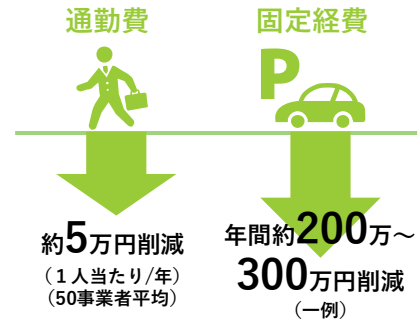 通勤費
約5万円削減
（１人当たり/年）
（50事業者平均）
固定経費
P
年間約200万～
300万円削減
（一例）